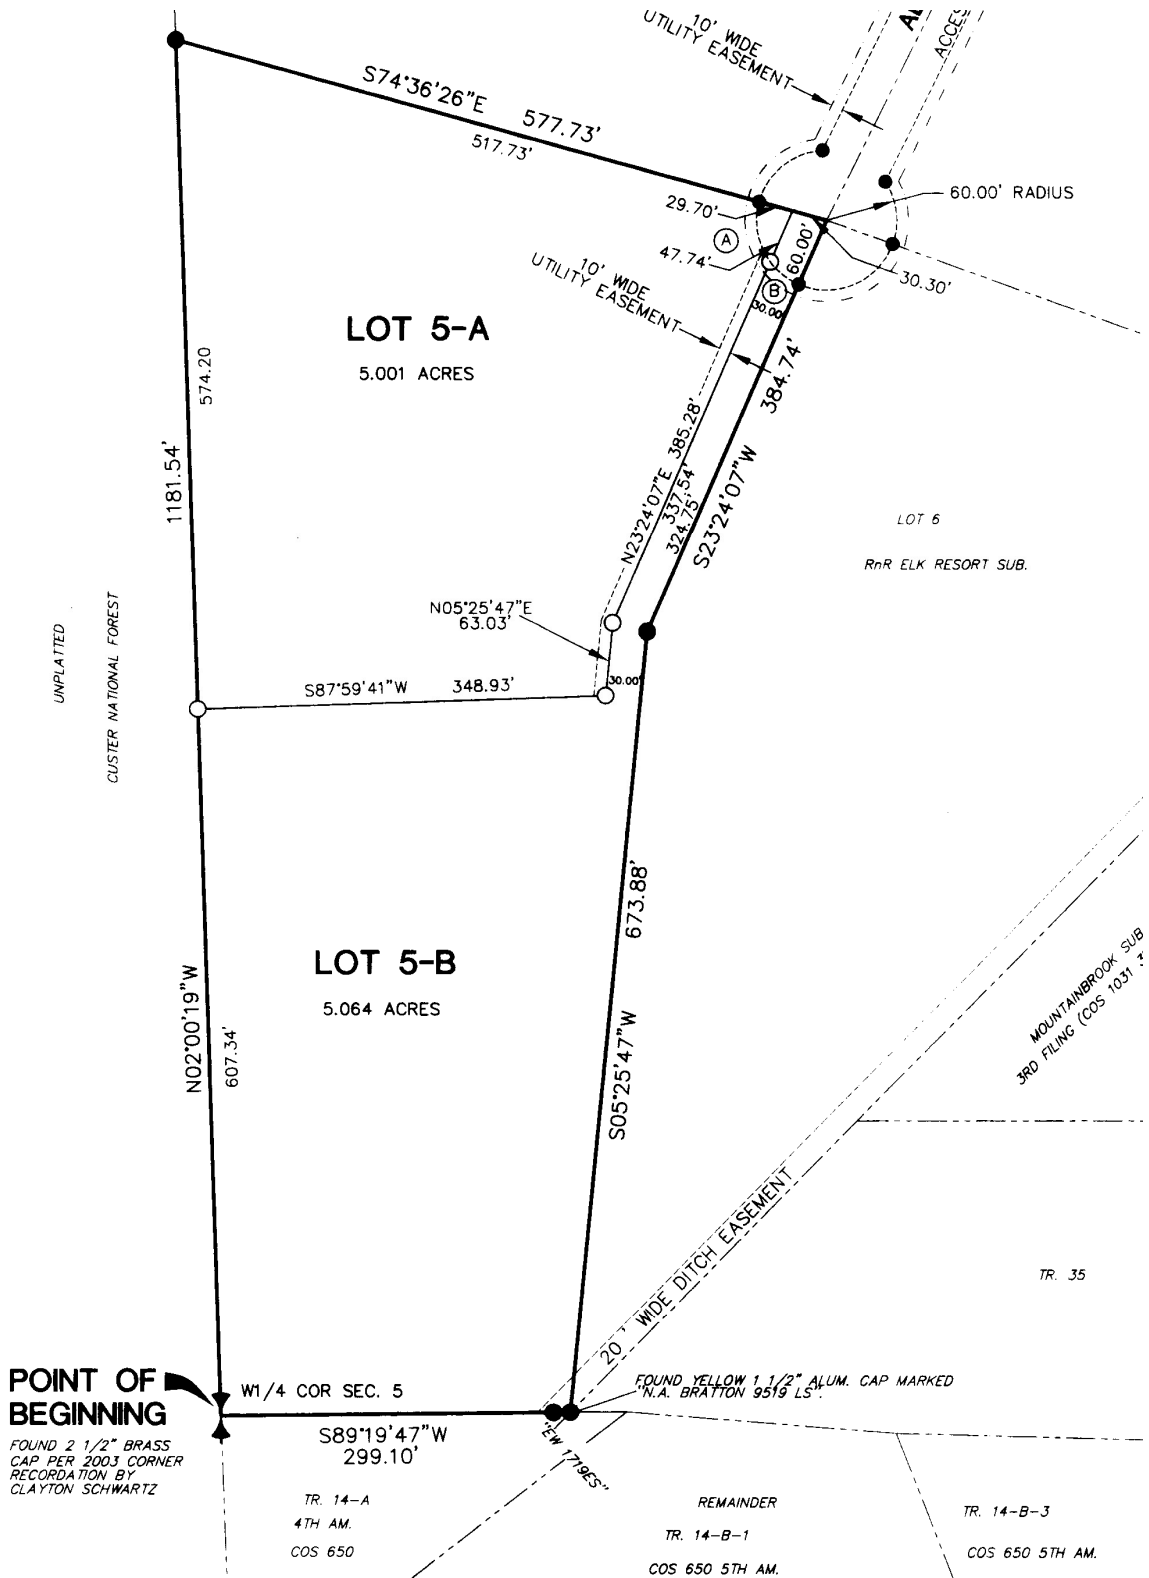 10' WIDE
UTILITY EASEMENT
ACCES
S74°36'26"E 577.73'
517.73'
60.00' RADIUS
29.70'
A
47.74'
60.00'
30.30'
10' WIDE
UTILITY EASEMENT
B
30.00'
LOT 5-A
5.001 ACRES
574.20
1181.54'
384.74'
S23°24'07"W
N23°24'07"E 385.28'
337.54'
324.75'
LOT 6
RnR ELK RESORT SUB.
N05°25'47"E
63.03'
UNPLATTED
CUSTER NATIONAL FOREST
S87°59'41"W 348.93'
30.00'
673.88'
S05°25'47"W
LOT 5-B
5.064 ACRES
N02°00'19"W
607.34'
MOUNTAINBROOK SUB
3RD FILING (COS 1031
20' WIDE DITCH EASEMENT
TR. 35
POINT OF
BEGINNING
FOUND 2 1/2" BRASS
CAP PER 2003 CORNER
RECORDATION BY
CLAYTON SCHWARTZ
W1/4 COR SEC. 5
S89°19'47"W
299.10'
FOUND YELLOW 1 1/2" ALUM. CAP MARKED
"N.A. BRATTON 9519 LS".
"EW 1719ES"
TR. 14-A
4TH AM.
COS 650
REMAINDER
TR. 14-B-1
COS 650 5TH AM.
TR. 14-B-3
COS 650 5TH AM.